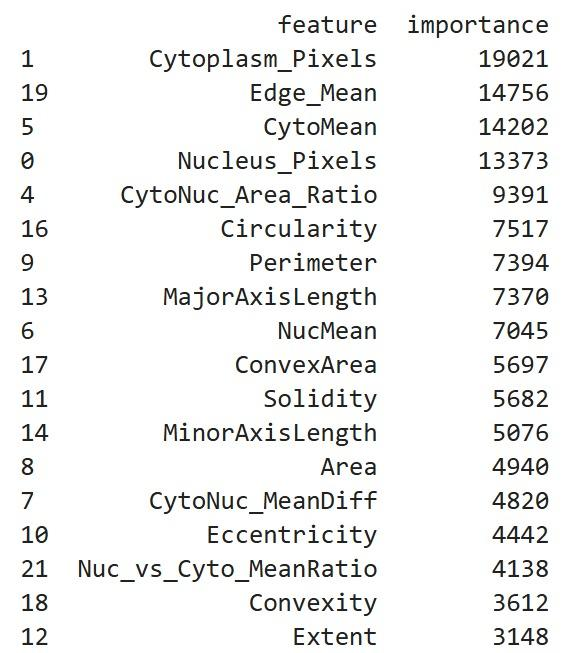 feature importance
1 Cytoplasm_Pixels 19021
19 Edge_Mean 14756
5 CytoMean 14202
0 Nucleus_Pixels 13373
4 CytoNuc_Area_Ratio 9391
16 Circularity 7517
9 Perimeter 7394
13 MajorAxisLength 7370
6 NucMean 7045
17 ConvexArea 5697
11 Solidity 5682
14 MinorAxisLength 5076
8 Area 4940
7 CytoNuc_MeanDiff 4820
10 Eccentricity 4442
21 Nuc_vs_Cyto_MeanRatio 4138
18 Convexity 3612
12 Extent 3148